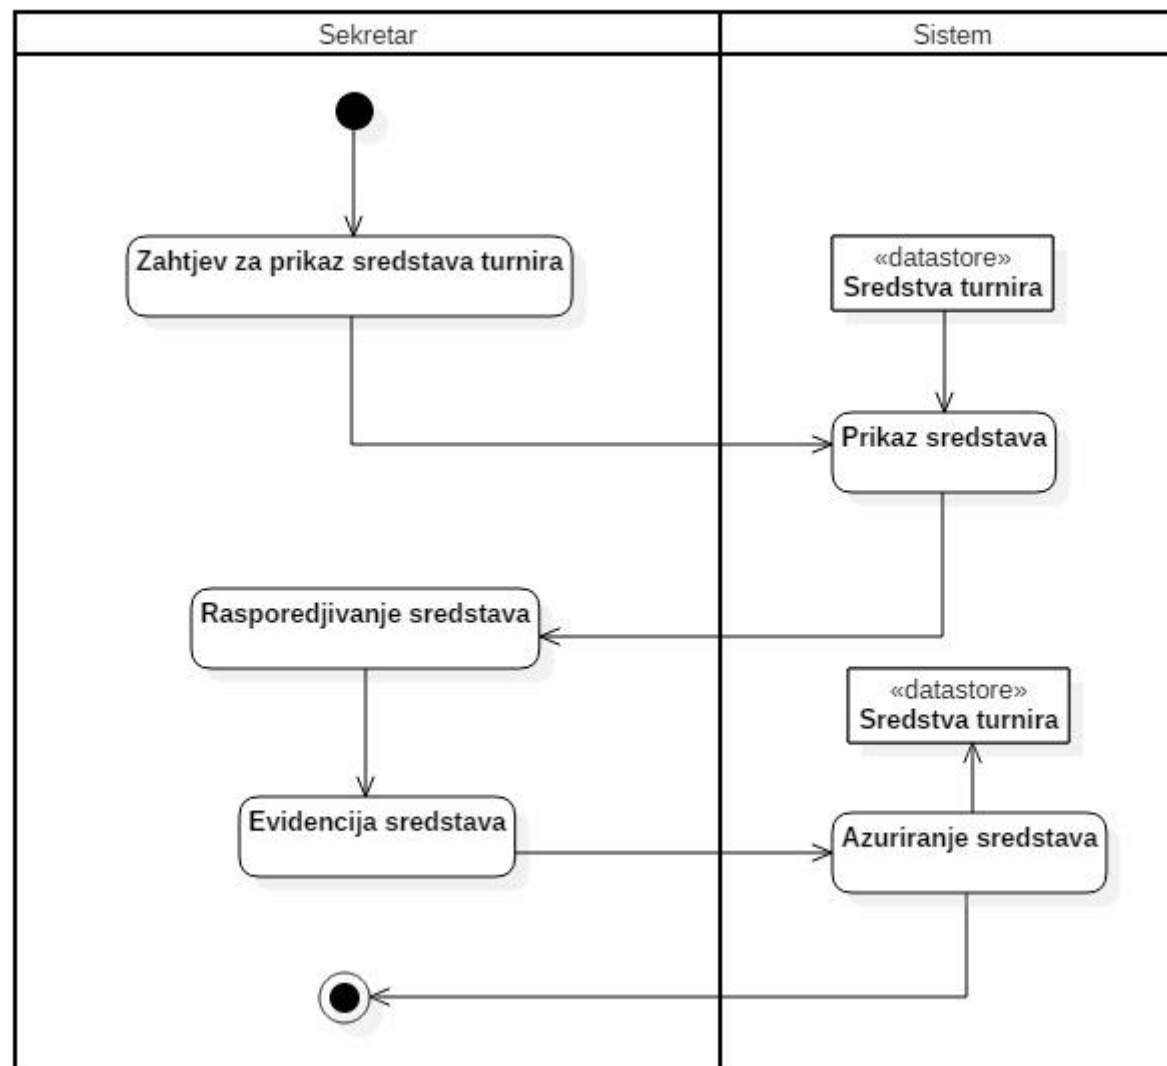 Sekretar
Sistem
Zahtjev za prikaz sredstava turnira
«datastore»
Sredstva turnira
Prikaz sredstava
Rasporedjivanje sredstava
«datastore»
Sredstva turnira
Evidencija sredstava
Azuriranje sredstava